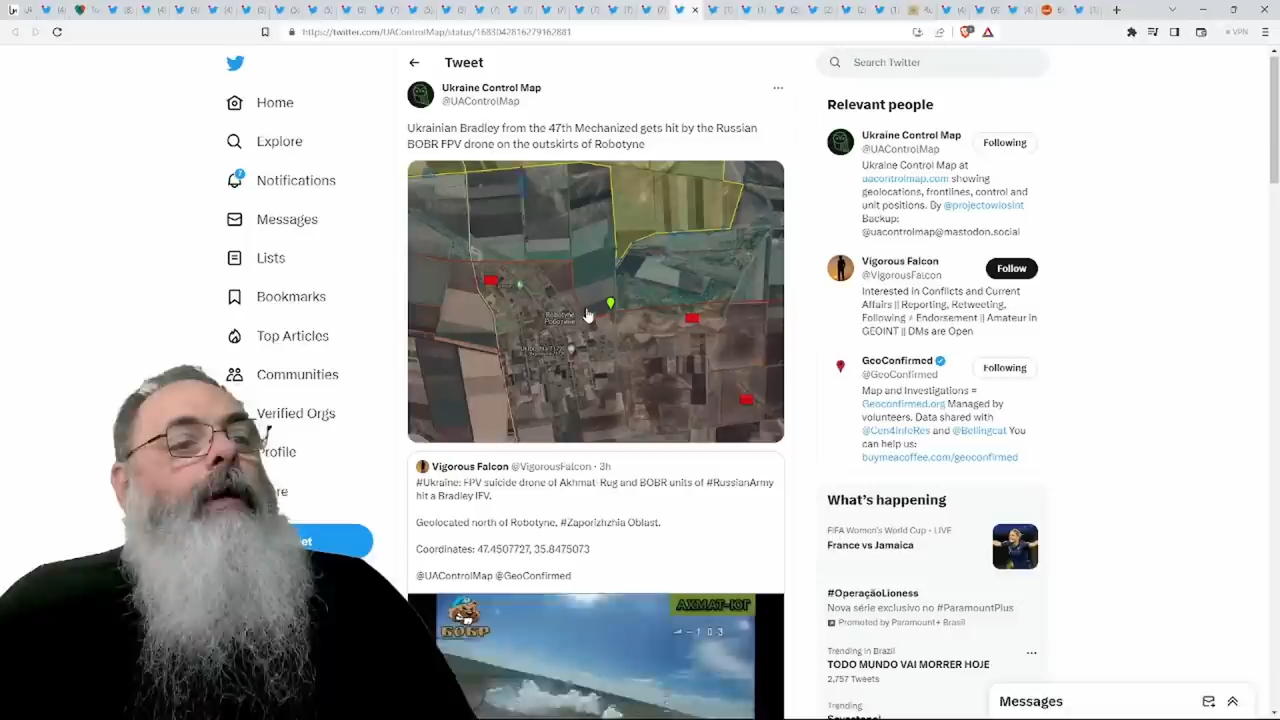 https://twitter.com/UAControlMap/status/1683042816279162881
VPN
Home
Explore
Notifications
Messages
Lists
Bookmarks
Top Articles
Communities
Verified Orgs
Profile
Tweet
Ukraine Control Map
@UAControlMap
Ukrainian Bradley from the 47th Mechanized gets hit by the Russian
BOBR FPV drone on the outskirts of Robotyne
Robotyne
Роботине
Vigorous Falcon @VigorousFalcon · 3h
#Ukraine: FPV suicide drone of Akhmat-Rug and BOBR units of #RussianArmy
hit a Bradley IFV.
Geolocated north of Robotyne, #Zaporizhzhia Oblast.
Coordinates: 47.4507727, 35.8475073
@UAControlMap @GeoConfirmed
БОБР
АХМАТ-ЮГ
-103
Search Twitter
Relevant people
Ukraine Control Map
@UAControlMap
Following
Ukraine Control Map at
uacontrolmap.com showing
geolocations, frontlines, control and
unit positions. By @projectowlosint
Backup:
@uacontrolmap@mastodon.social
Vigorous Falcon
@VigorousFalcon
Follow
Interested in Conflicts and Current
Affairs || Reporting, Retweeting,
Following ≠ Endorsement || Amateur in
GEOINT || DMs are Open
GeoConfirmed
@GeoConfirmed
Following
Map and Investigations =
Geoconfirmed.org Managed by
volunteers. Data shared with
@Cen4infoRes and @Bellingcat You
can help us:
buymeacoffee.com/geoconfirmed
What's happening
FIFA Women's World Cup · LIVE
France vs Jamaica
#OperaçãoLioness
Nova série exclusivo no #ParamountPlus
Promoted by Paramount+ Brasil
Trending in Brazil
TODO MUNDO VAI MORRER HOJE
2,757 Tweets
Trending
Messages